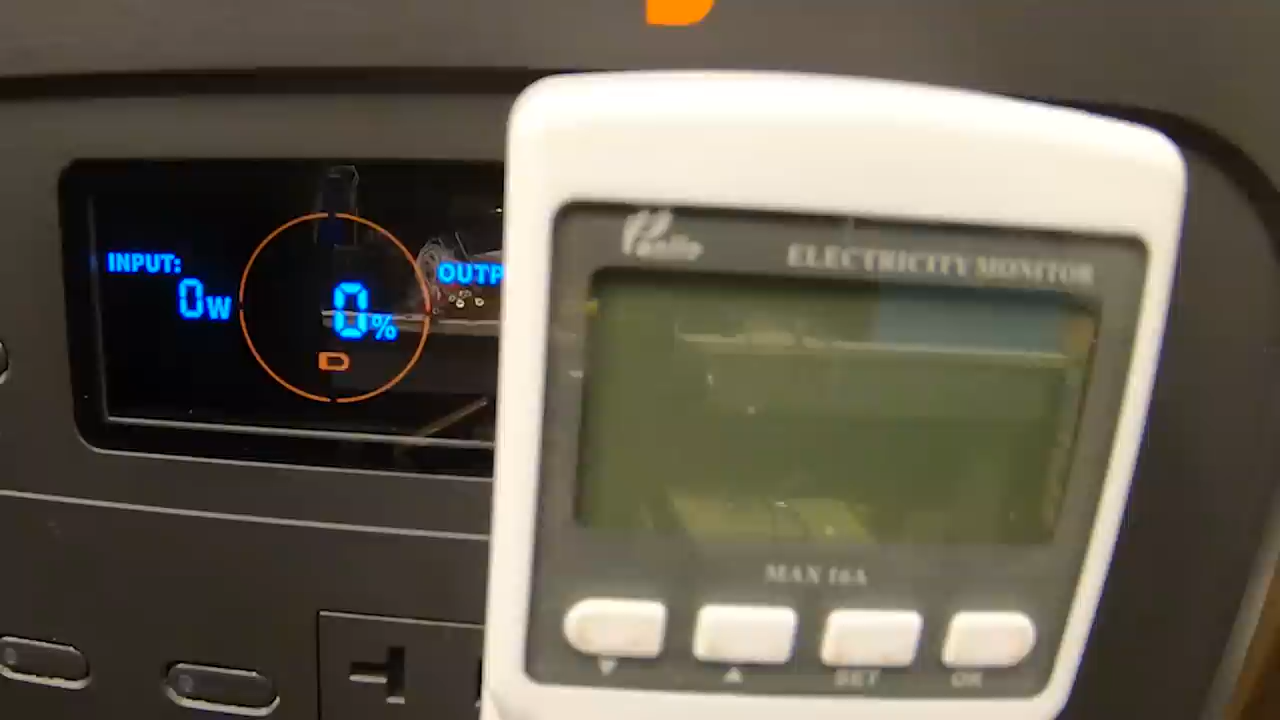 INPUT:
0W
0%
OUTP
ELECTRICITY MONITOR
MAX 16A
SET
OK